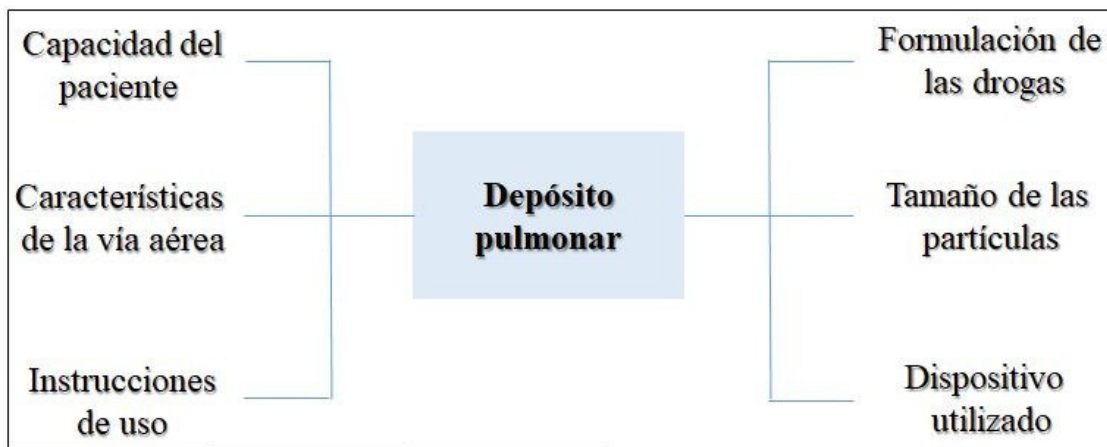 Capacidad del
paciente
Características
de la vía aérea
Instrucciones
de uso
Depósito
pulmonar
Formulación de
las drogas
Tamaño de las
partículas
Dispositivo
utilizado